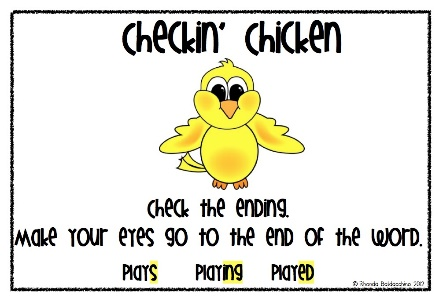 Checkin' Chicken
Check the ending.
Make your eyes go to the end of the word.
plays playing played
© Rhonda Baldacchino 2012